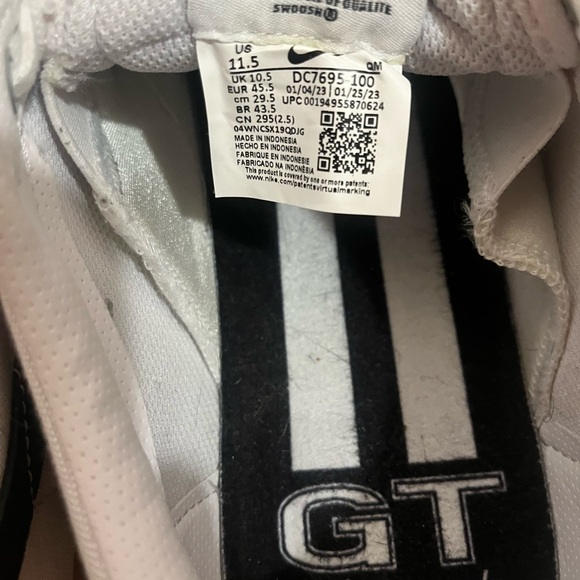 OF QUALITE
SWOOSH
US
11.5
QM
UK 10.5 DC7695 100
EUR 45.5 01/04/23 01/25/23
cm 29.5 UPC 00194955870624
BR 43.5
CN 295(2.5)
04WNCSX19QDJG
MADE IN INDONESIA
HECHO EN INDONESIA
FABRIQUE EN INDONESIE
FABRICADO NA INDONÉSIA
This product is covered by one or more patents:
www.nike.com/patentsvirtualmarking
GT